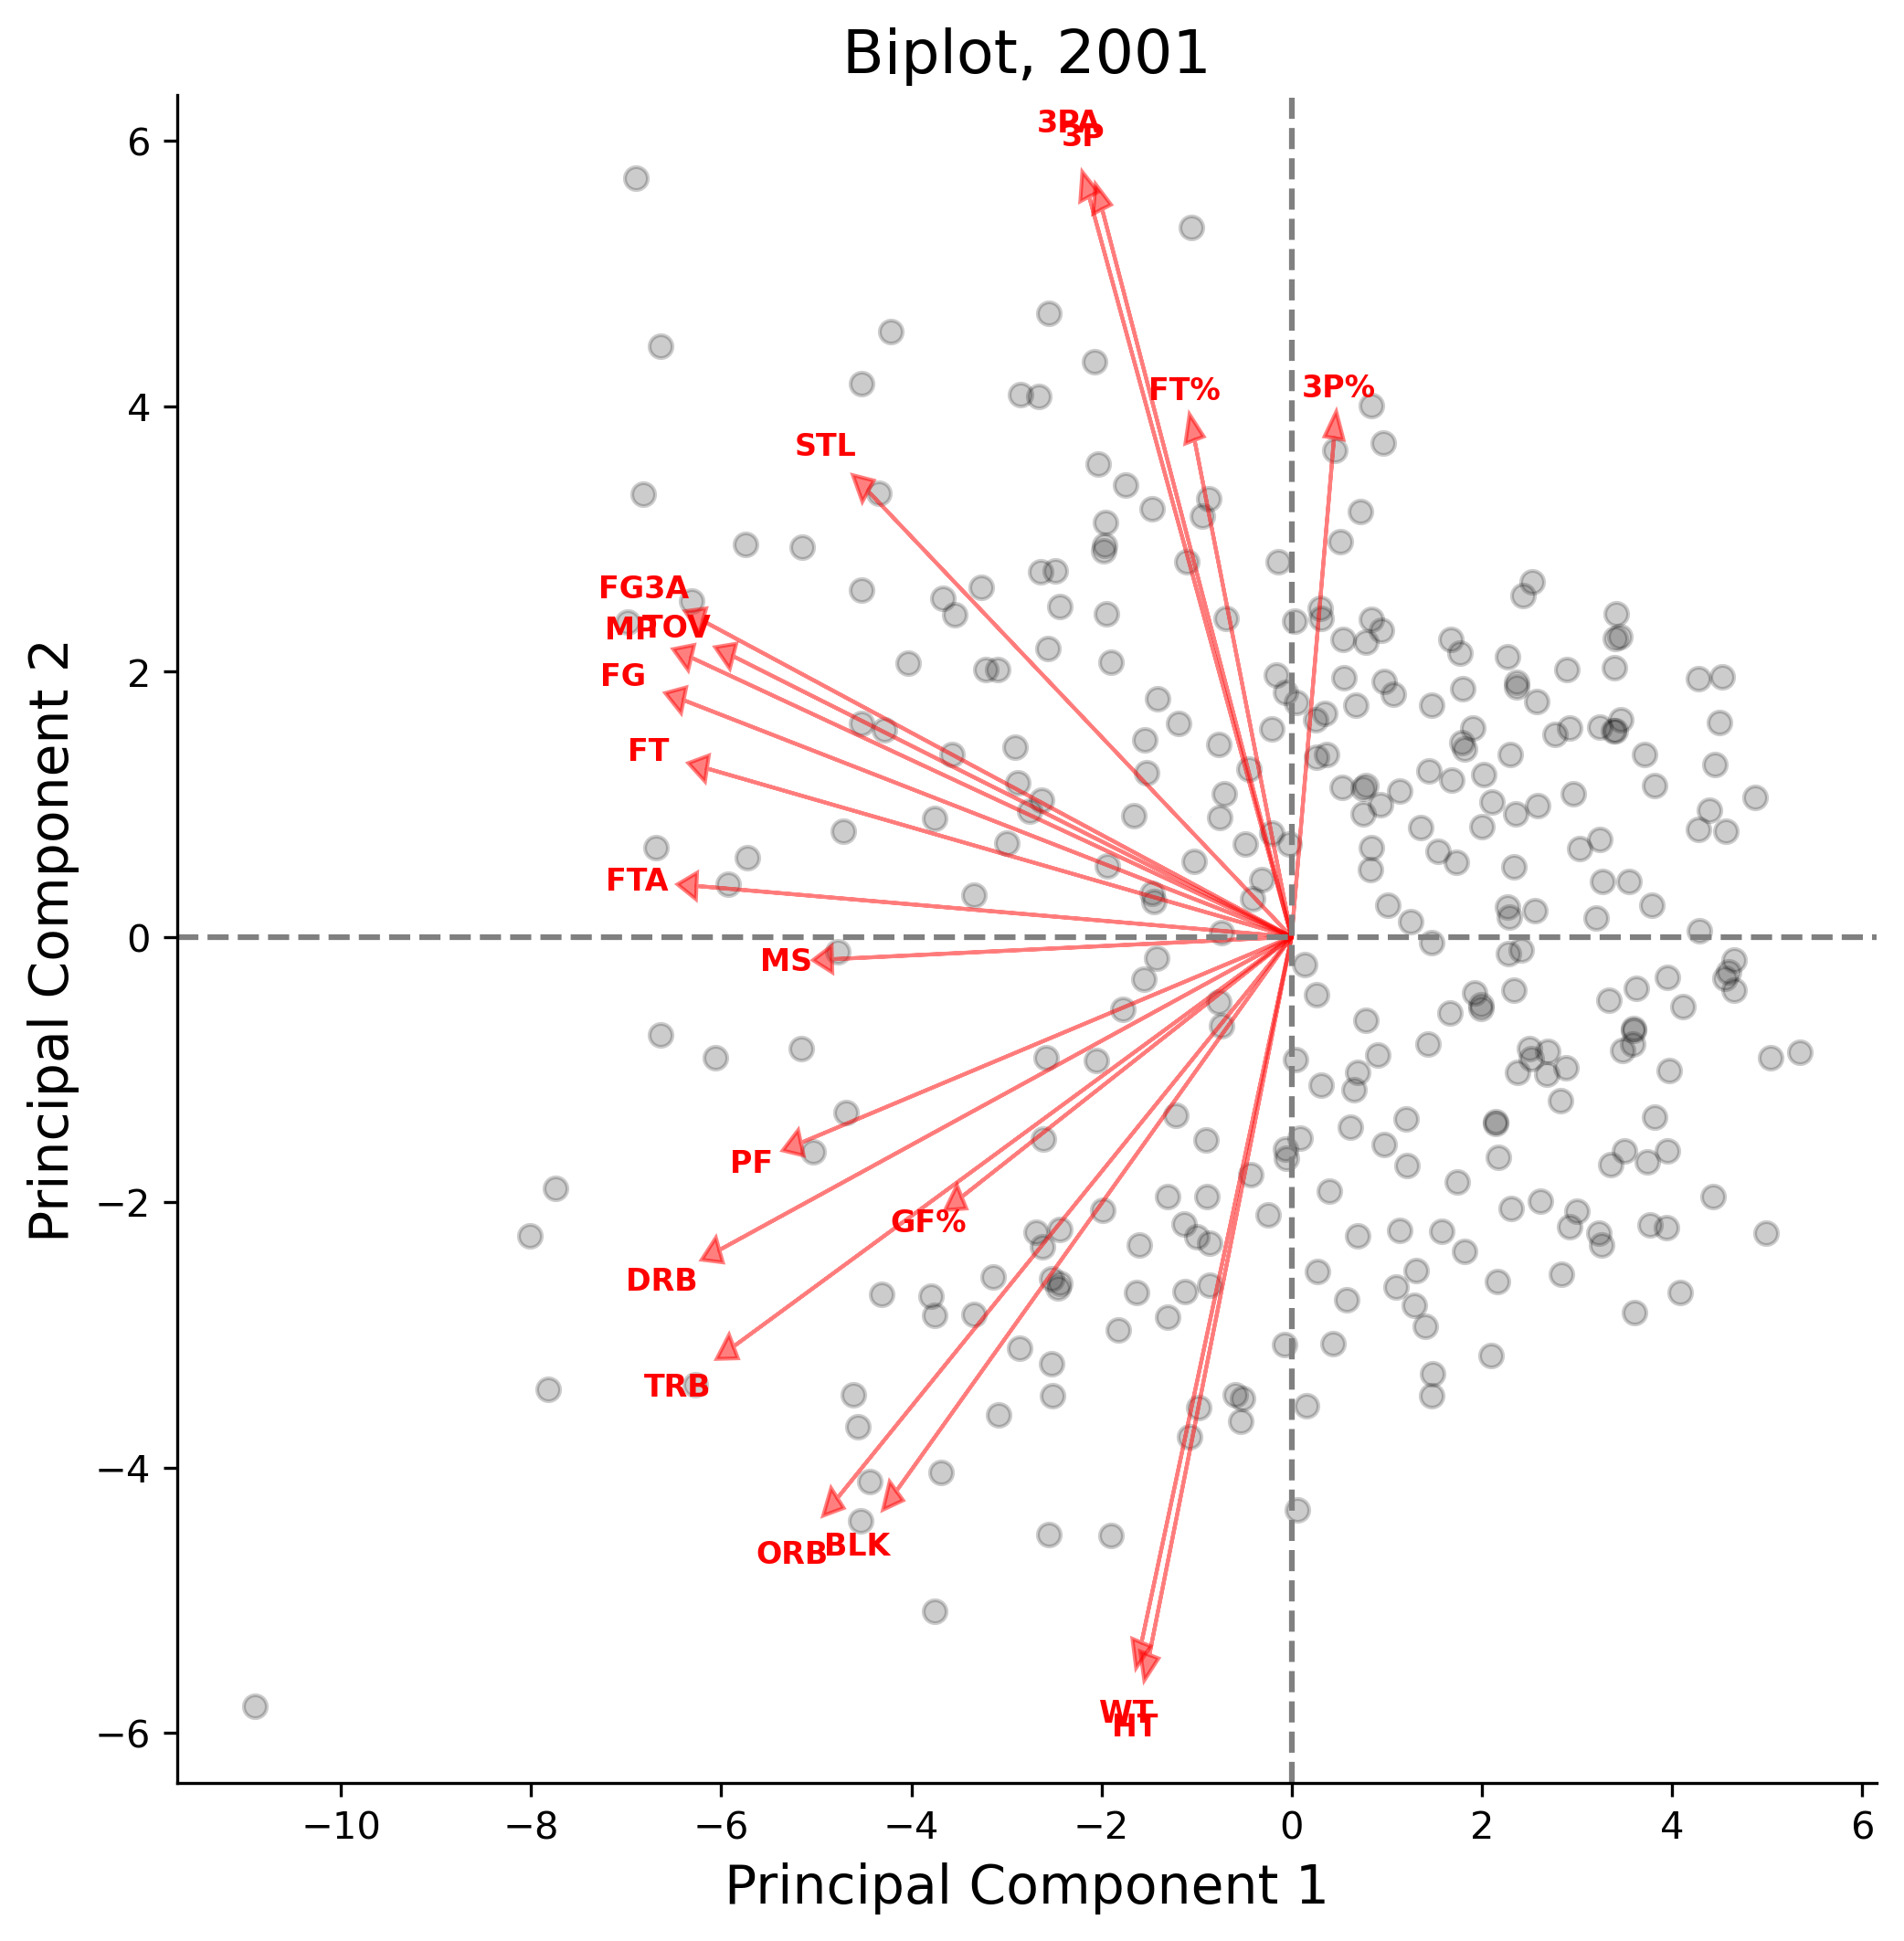 Biplot, 2001
3PA
3P
FT%
3P%
STL
FG3A
MP
TOV
FG
FT
FTA
MS
PF
GF%
DRB
TRB
ORB
BLK
WT
HT
6
4
2
0
−2
−4
−6
−10
−8
−6
−4
−2
0
2
4
6
Principal Component 2
Principal Component 1